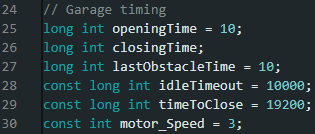 24 // Garage timing
25 long int openingTime = 10;
26 long int closingTime;
27 long int lastObstacleTime = 10;
28 const long int idleTimeout = 10000;
29 const long int timeToClose = 19200;
30 const int motor_Speed = 3;